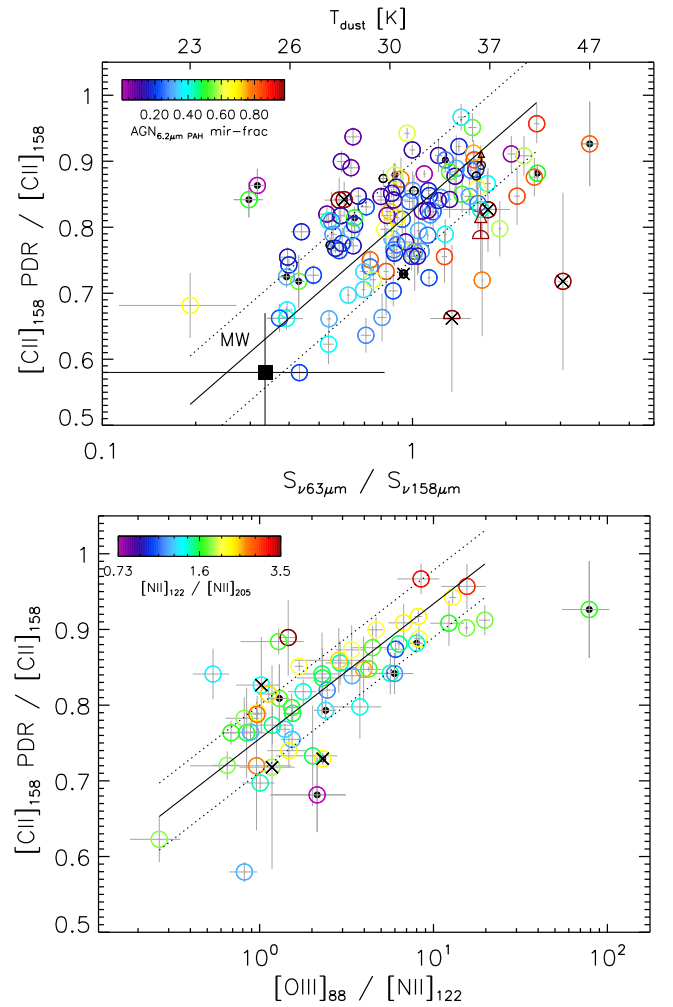 T_dust [K]
23 26 30 37 47
1
0.9
0.8
0.7
0.6
0.5
[CII]_158 PDR / [CII]_158
0.20 0.40 0.60 0.80
AGN_6.2μm PAH mir-frac
MW
0.1 1
S_ν63μm / S_ν158μm
1
0.9
0.8
0.7
0.6
0.5
[CII]_158 PDR / [CII]_158
0.73 1.6 3.5
[NII]_122 / [NII]_205
10^0 10^1 10^2
[OIII]_88 / [NII]_122